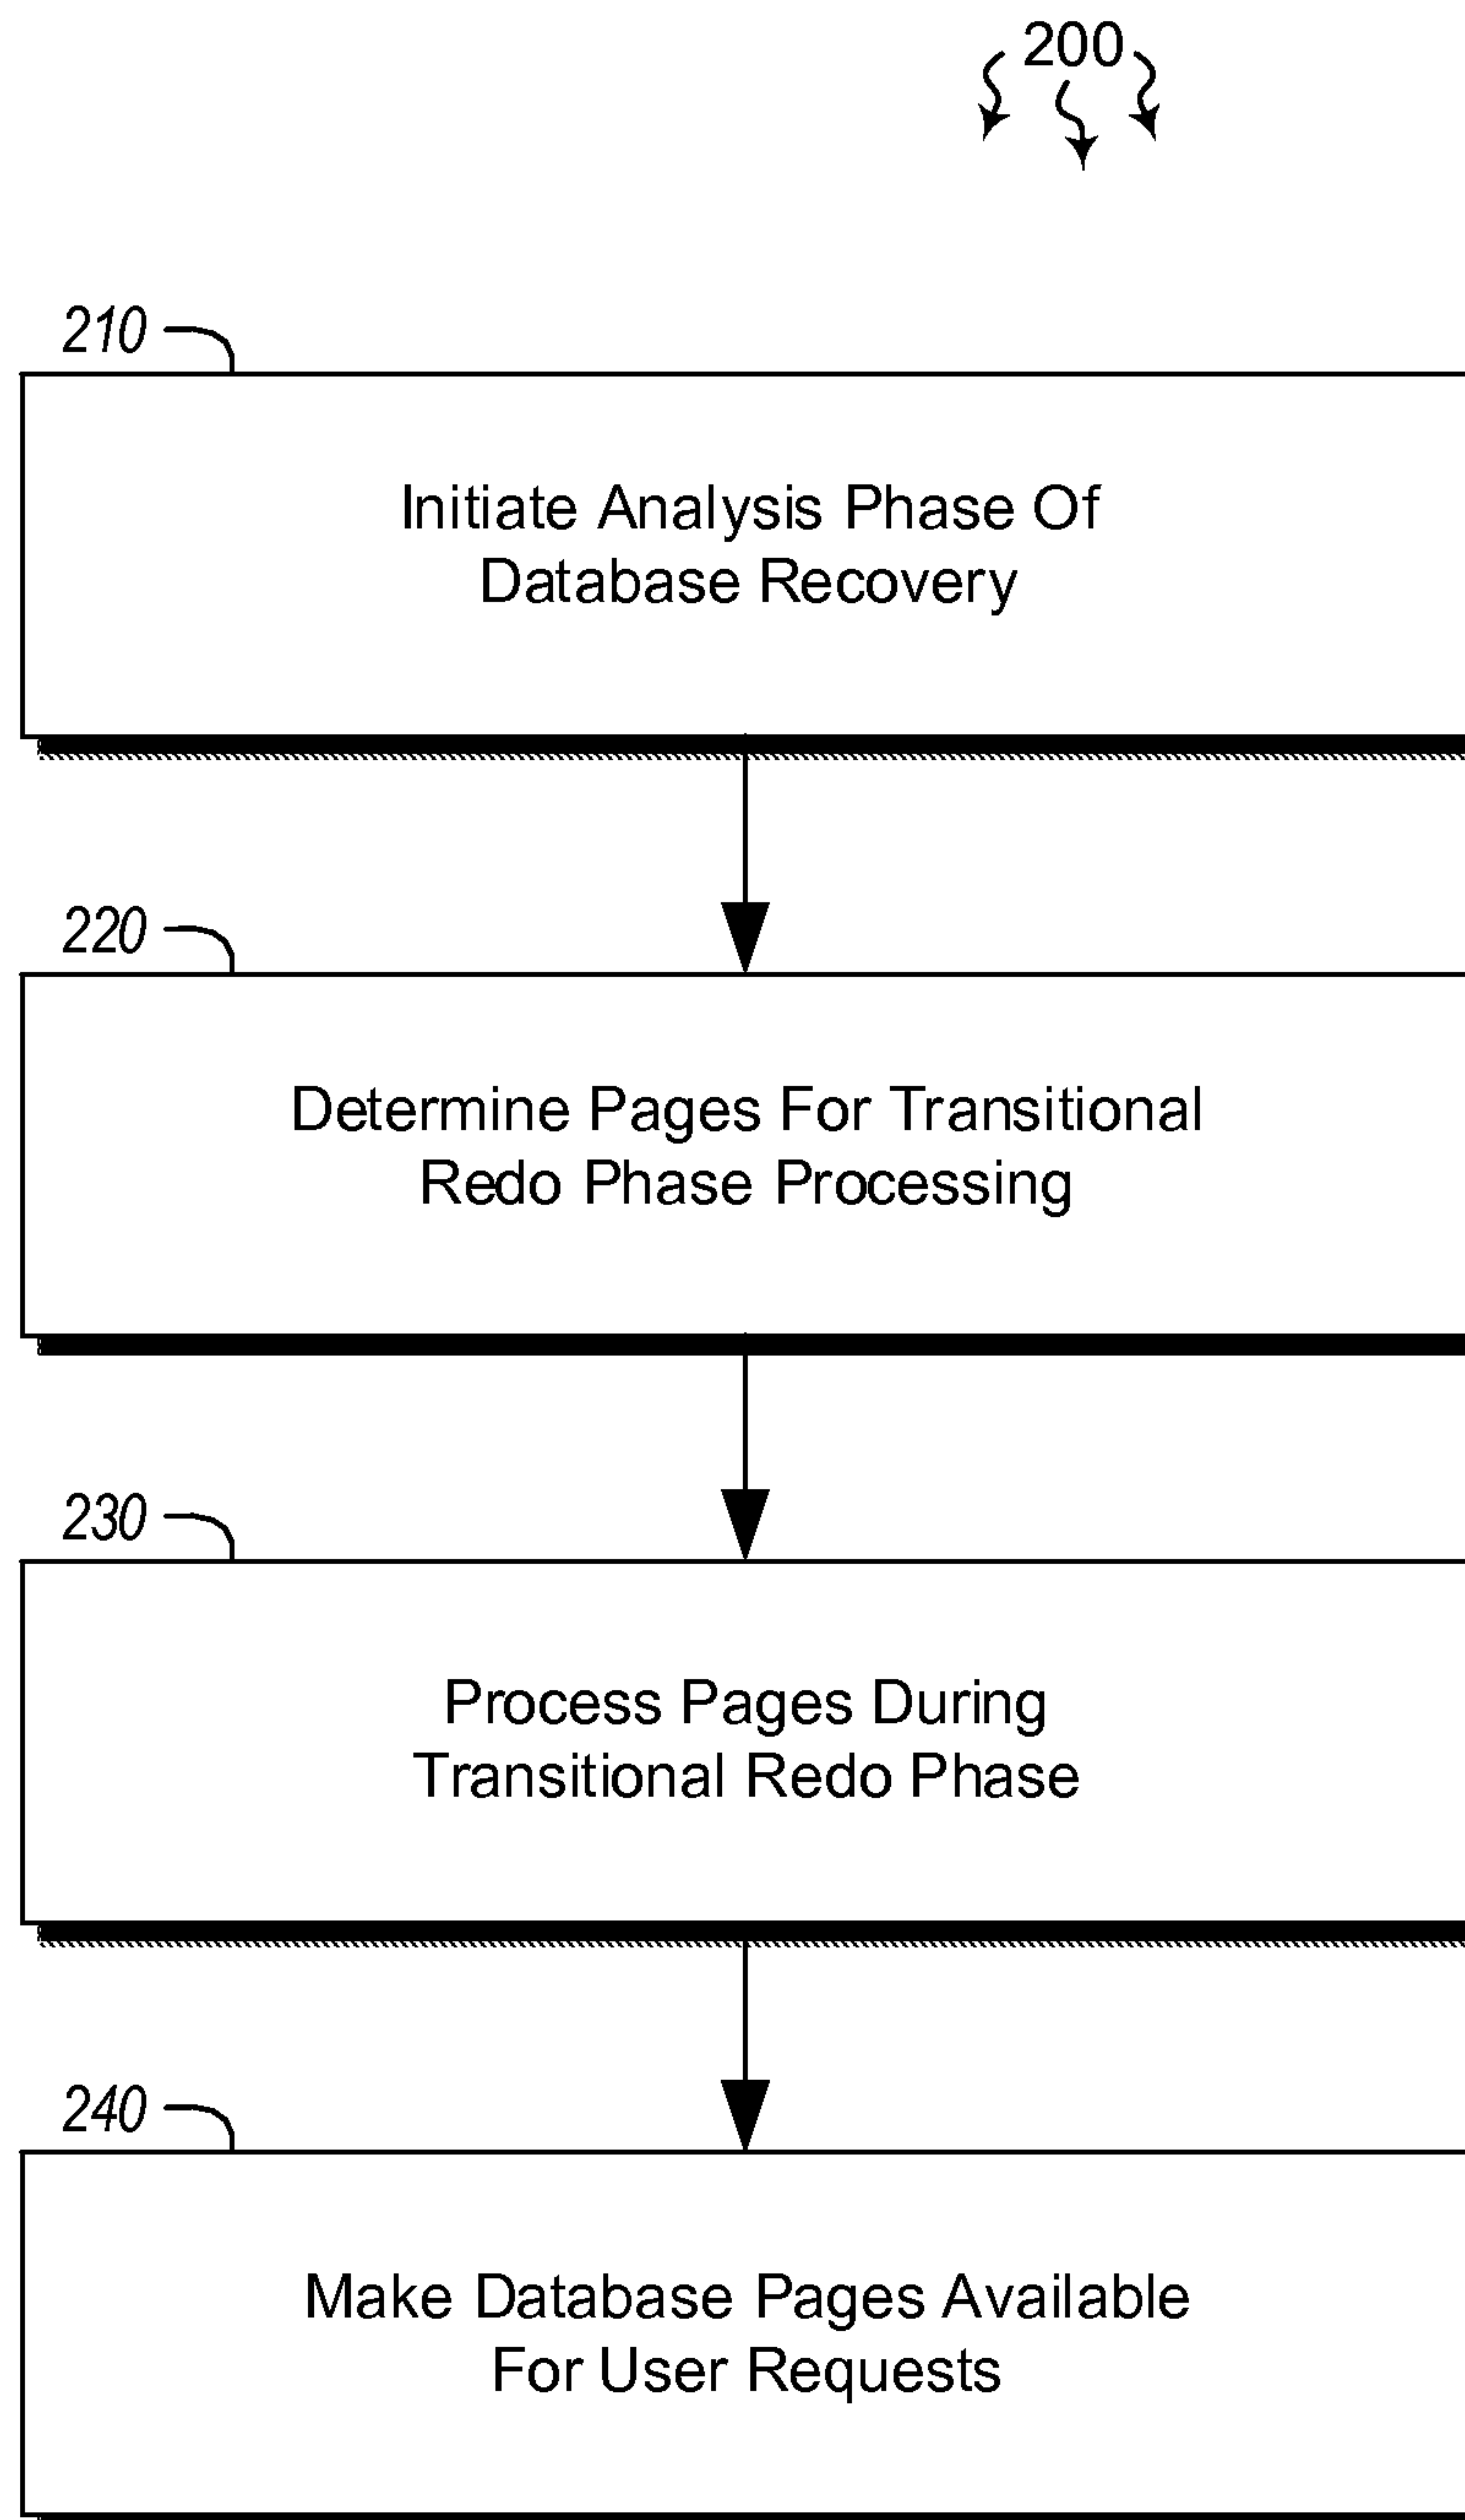 200
210
Initiate Analysis Phase Of
Database Recovery
220
Determine Pages For Transitional
Redo Phase Processing
230
Process Pages During
Transitional Redo Phase
240
Make Database Pages Available
For User Requests